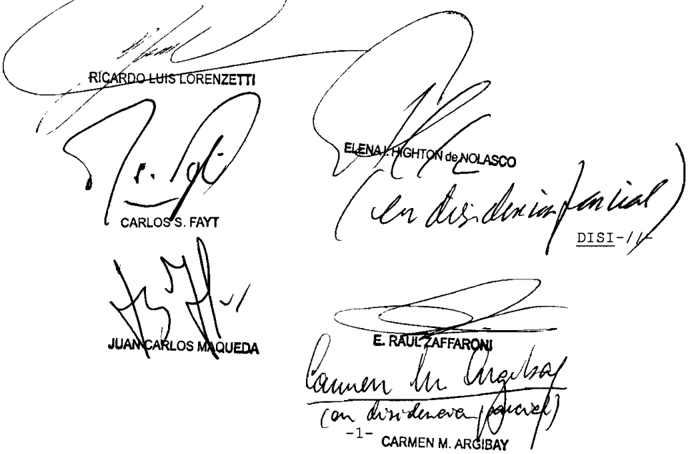 RICARDO LUIS LORENZETTI
ELENA I. HIGHTON de NOLASCO
(en disidencia parcial)
CARLOS S. FAYT
DISI-//-
JUAN CARLOS MAQUEDA
E. RAUL ZAFFARONI
Carmen M. Argibay
(en disidencia parcial)
-1-
CARMEN M. ARGIBAY